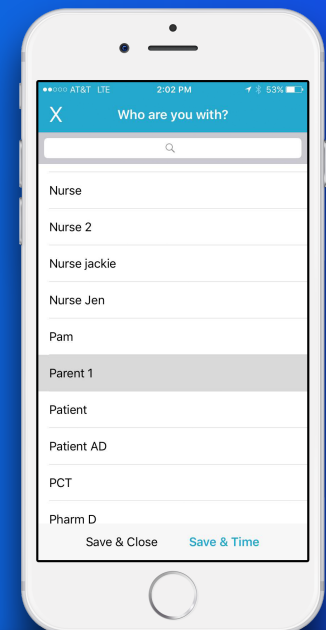 ●●○○○ AT&T LTE 2:02 PM 53%
X Who are you with?
Nurse
Nurse 2
Nurse jackie
Nurse Jen
Pam
Parent 1
Patient
Patient AD
PCT
Pharm D
Save & Close Save & Time